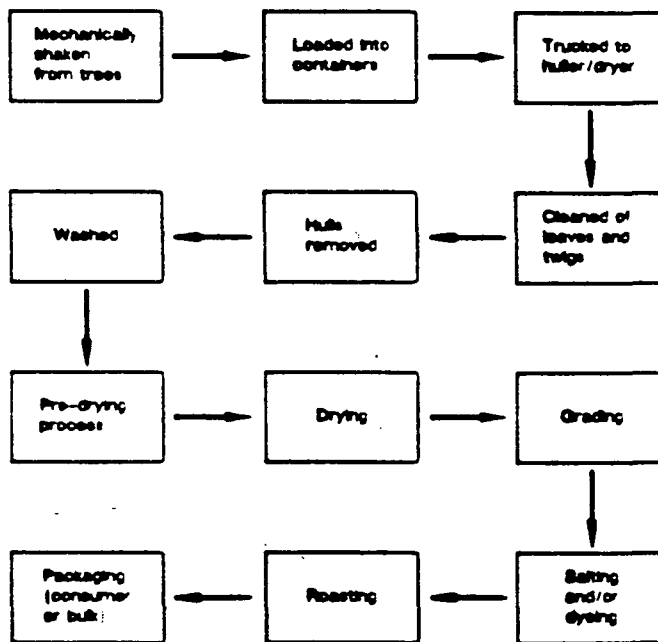 Mechanically
shaken
from trees
Loaded into
containers
Trucked to
huller/dryer
Cleaned of
leaves and
twigs
Hulls
removed
Washed
Pre-drying
process
Drying
Grading
Salting
and/or
dyeing
Roasting
Packaging
(consumer
or bulk)